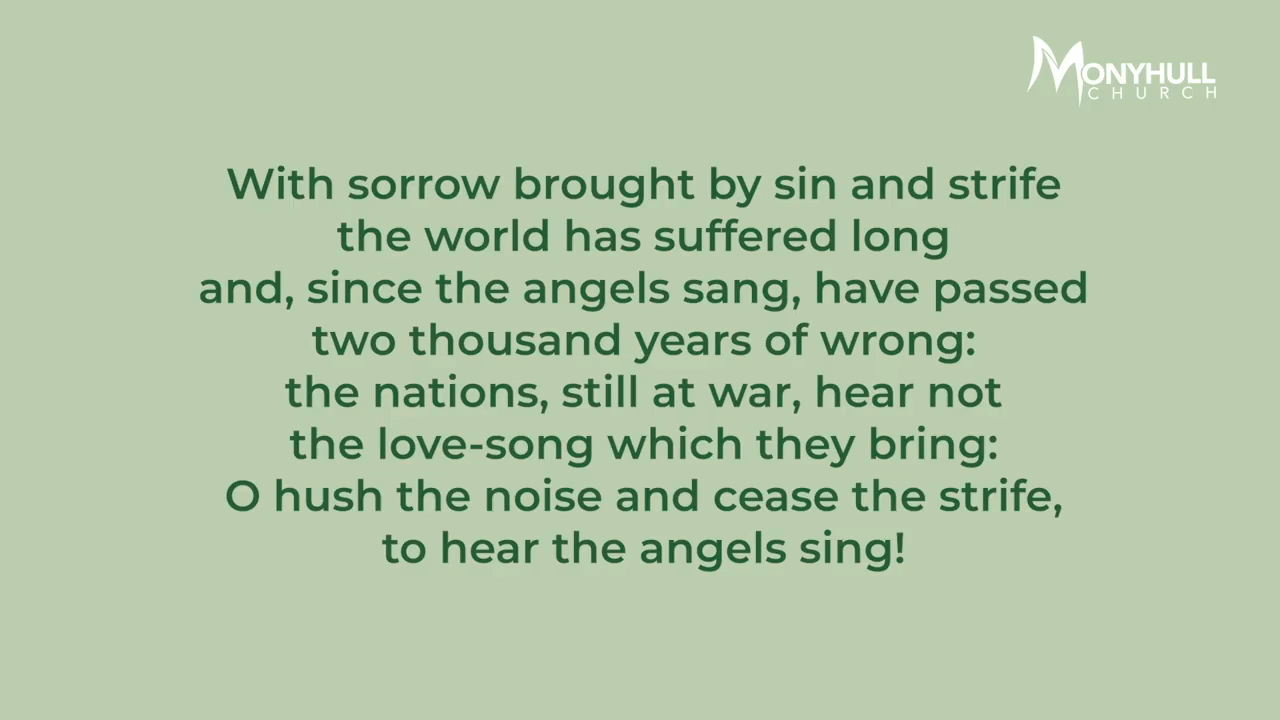 MONYHULL
CHURCH
With sorrow brought by sin and strife
the world has suffered long
and, since the angels sang, have passed
two thousand years of wrong:
the nations, still at war, hear not
the love-song which they bring:
O hush the noise and cease the strife,
to hear the angels sing!